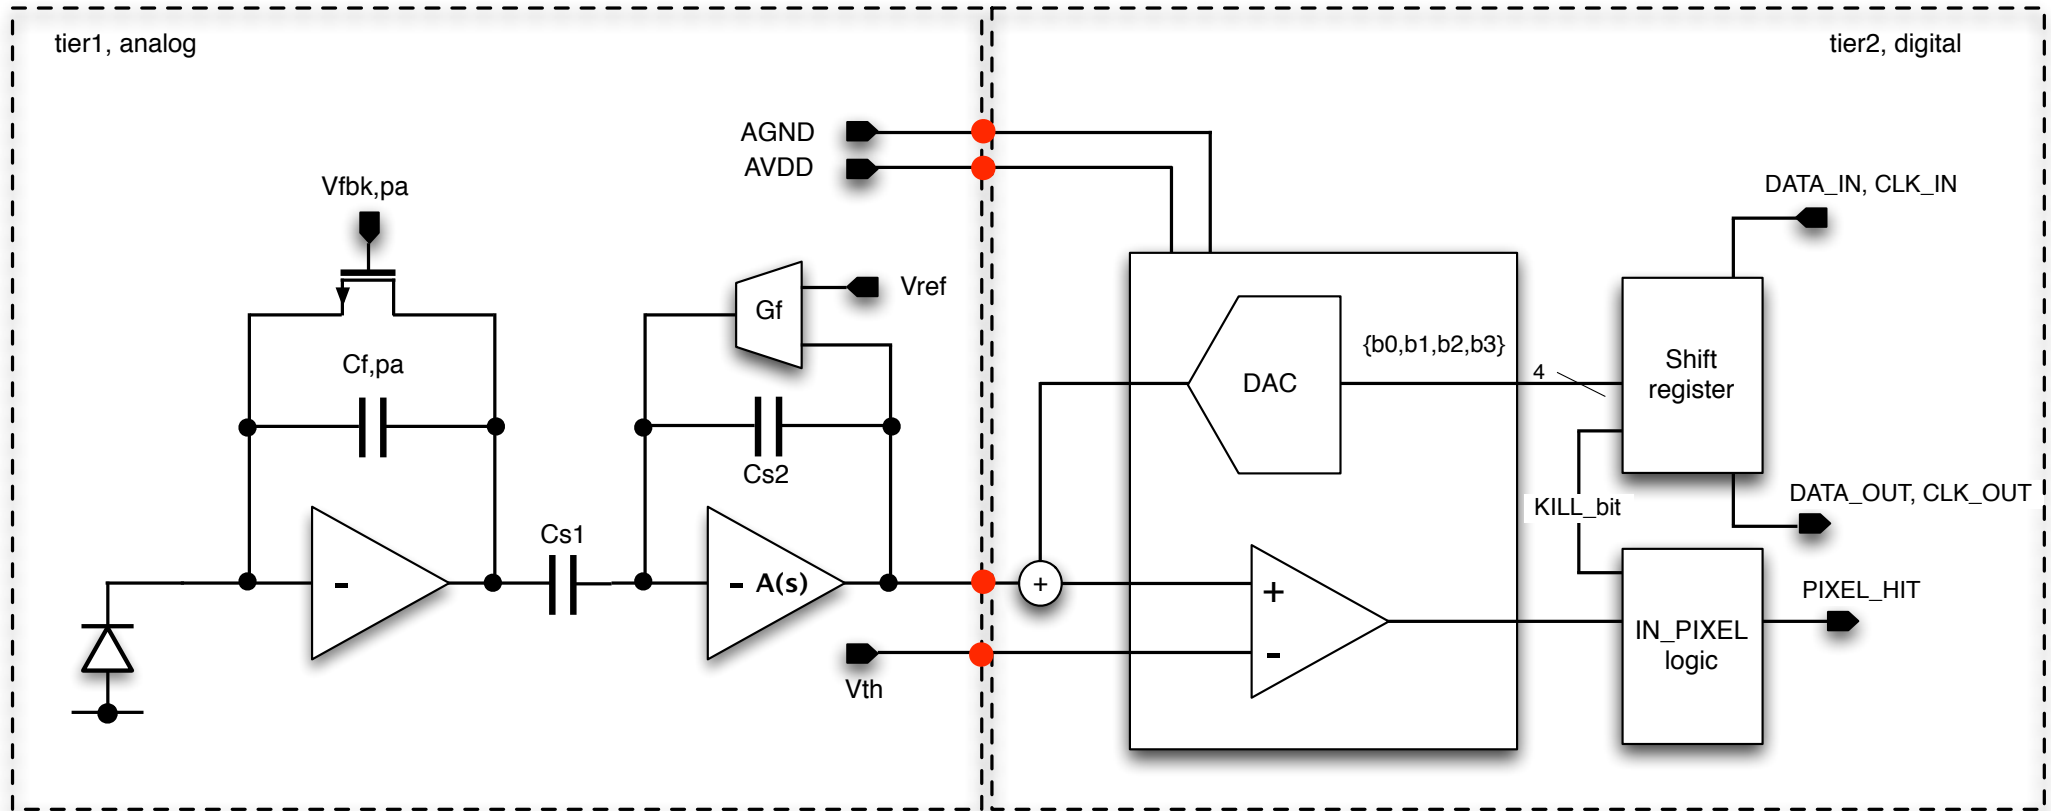 tier1, analog
tier2, digital
AGND
AVDD
Vfbk,pa
DATA_IN, CLK_IN
Vref
Gf
Cf,pa
{b0,b1,b2,b3}
4
DAC
Shift
register
Cs2
KILL_bit
DATA_OUT, CLK_OUT
Cs1
-
- A(s)
+
+
-
PIXEL_HIT
IN_PIXEL
logic
Vth